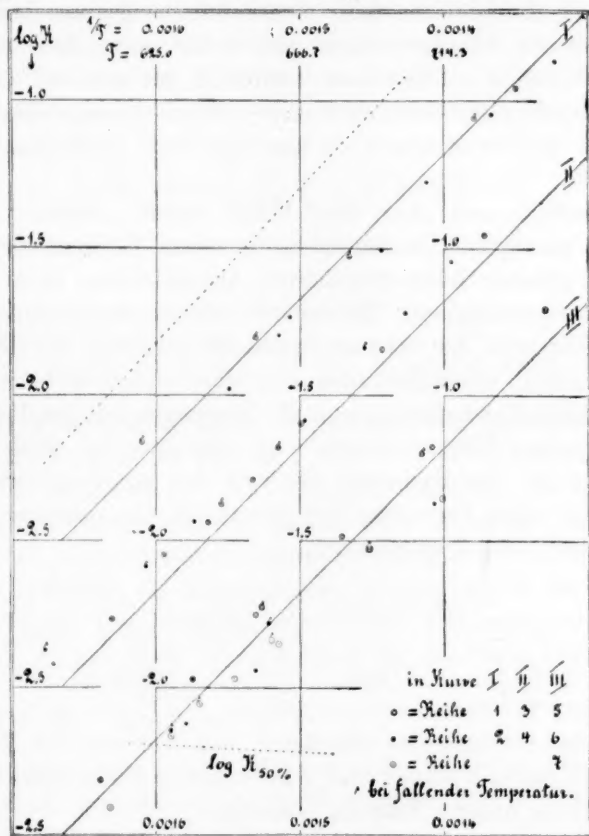 log K 1/T = 0.0016 0.0015 0.0014
↓ T = 625.0 666.7 714.3
I
-1.0
II
-1.5 -1.0
III
-2.0 -1.5 -1.0
-2.5 -2.0 -1.5
-2.5 -2.0
in Kurve I II III
o = Reihe 1 3 5
• = Reihe 2 4 6
o = Reihe 7
log K 50%
bei fallender Temperatur.
-2.5 0.0016 0.0015 0.0014